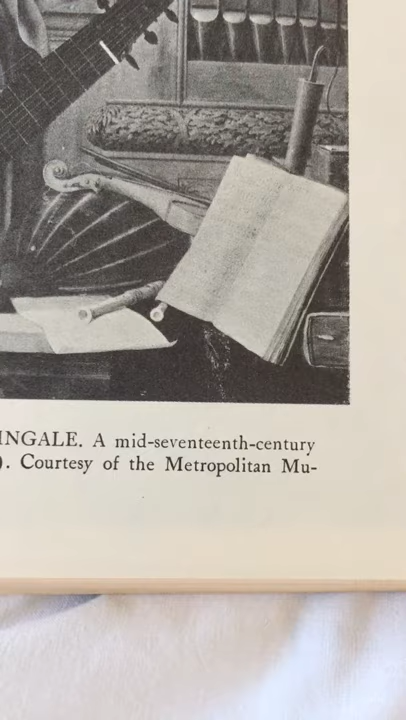 INGALE. A mid-seventeenth-century
). Courtesy of the Metropolitan Mu-